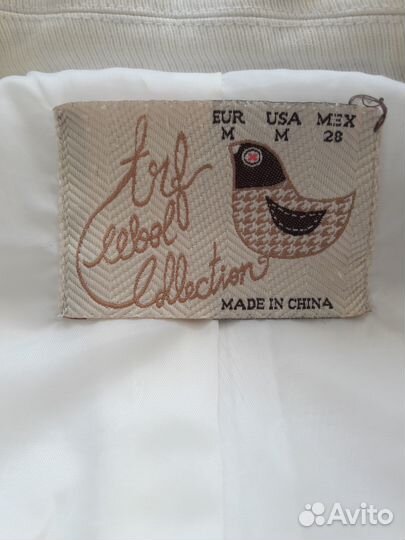 EUR USA MEX
M M 28
trf
Wool
Collection
MADE IN CHINA
Avito